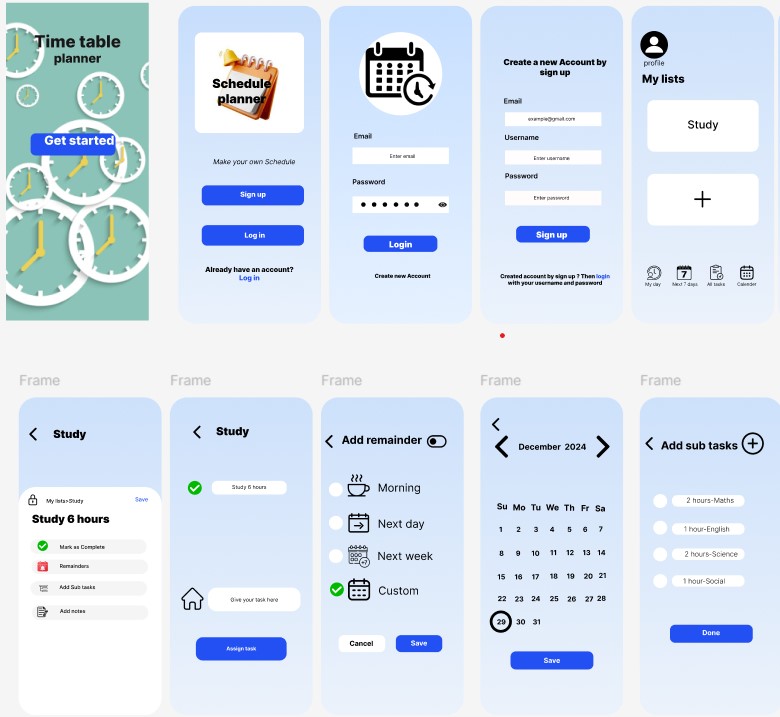 Time table
planner
Get started
Schedule
planner
Make your own Schedule
Sign up
Log in
Already have an account?
Log in
Email
Enter email
Password
Login
Create new Account
Create a new Account by
sign up
Email
example@gmail.com
Username
Enter username
Password
Enter password
Sign up
Created account by sign up ? Then login
with your username and password
profile
My lists
Study
My day
7
Next 7 days
All tasks
Calendet
Frame
Study
My lists>Study
Save
Study 6 hours
Mark as Complete
Remainders
Add Sub tasks
Add notes
Frame
Study
Study 6 hours
Give your task here
Assign task
Frame
Add remainder
Morning
Next day
+7
Next week
Custom
Cancel
Save
Frame
December 2024
Su Mo Tu We Th Fr Sa
1 2 3 4 5 6 7
8 9 10 11 12 13 14
15 16 17 18 19 20 21
22 23 24 25 26 27 28
29 30 31
Save
Frame
Add sub tasks
2 hours-Maths
1 hour-English
2 hours-Science
1 hour-Social
Done